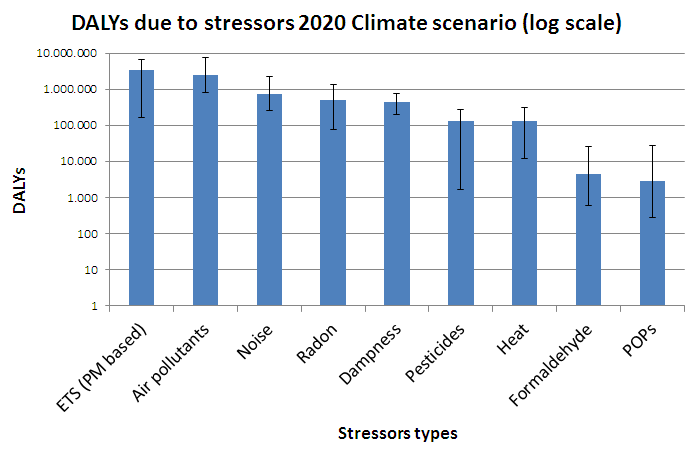 DALYs due to stressors 2020 Climate scenario (log scale)
10.000.000
1.000.000
100.000
10.000
1.000
100
10
1
DALYs
ETS (PM based)
Air pollutants
Noise
Radon
Dampness
Pesticides
Heat
Formaldehyde
POPs
Stressors types